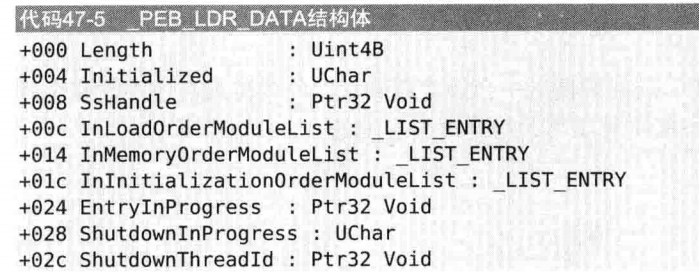 代码47-5 _PEB_LDR_DATA结构体
+000 Length : Uint4B
+004 Initialized : UChar
+008 SsHandle : Ptr32 Void
+00c InLoadOrderModuleList : _LIST_ENTRY
+014 InMemoryOrderModuleList : _LIST_ENTRY
+01c InInitializationOrderModuleList : _LIST_ENTRY
+024 EntryInProgress : Ptr32 Void
+028 ShutdownInProgress : UChar
+02c ShutdownThreadId : Ptr32 Void